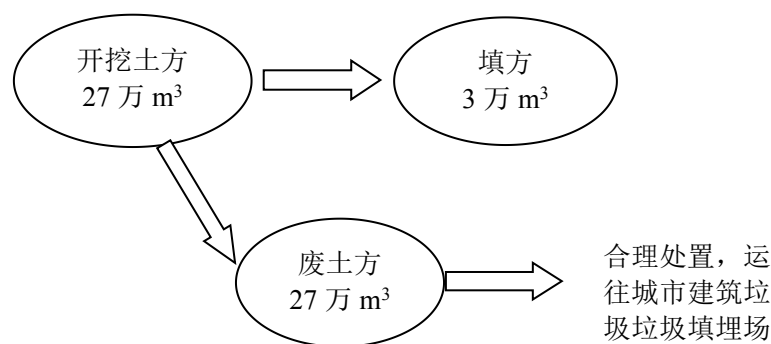 开挖土方
27 万 m³
填方
3 万 m³
废土方
27 万 m³
合理处置，运
往城市建筑垃
圾垃圾填埋场